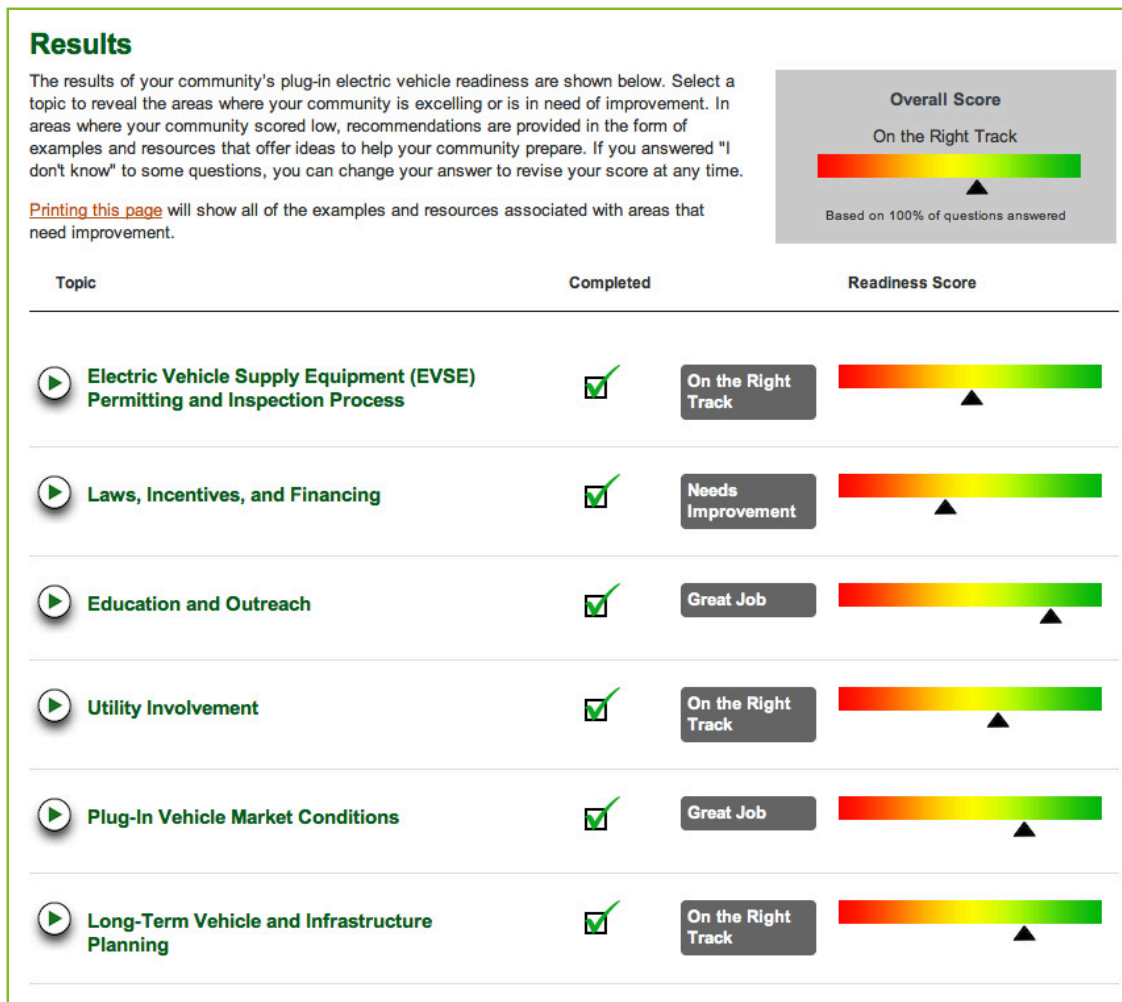 Results
The results of your community's plug-in electric vehicle readiness are shown below. Select a
topic to reveal the areas where your community is excelling or is in need of improvement. In
areas where your community scored low, recommendations are provided in the form of
examples and resources that offer ideas to help your community prepare. If you answered "I
don't know" to some questions, you can change your answer to revise your score at any time.
Printing this page will show all of the examples and resources associated with areas that
need improvement.
Overall Score
On the Right Track
Based on 100% of questions answered
Topic
Completed
Readiness Score
Electric Vehicle Supply Equipment (EVSE)
Permitting and Inspection Process
On the Right
Track
Laws, Incentives, and Financing
Needs
Improvement
Education and Outreach
Great Job
Utility Involvement
On the Right
Track
Plug-In Vehicle Market Conditions
Great Job
Long-Term Vehicle and Infrastructure
Planning
On the Right
Track